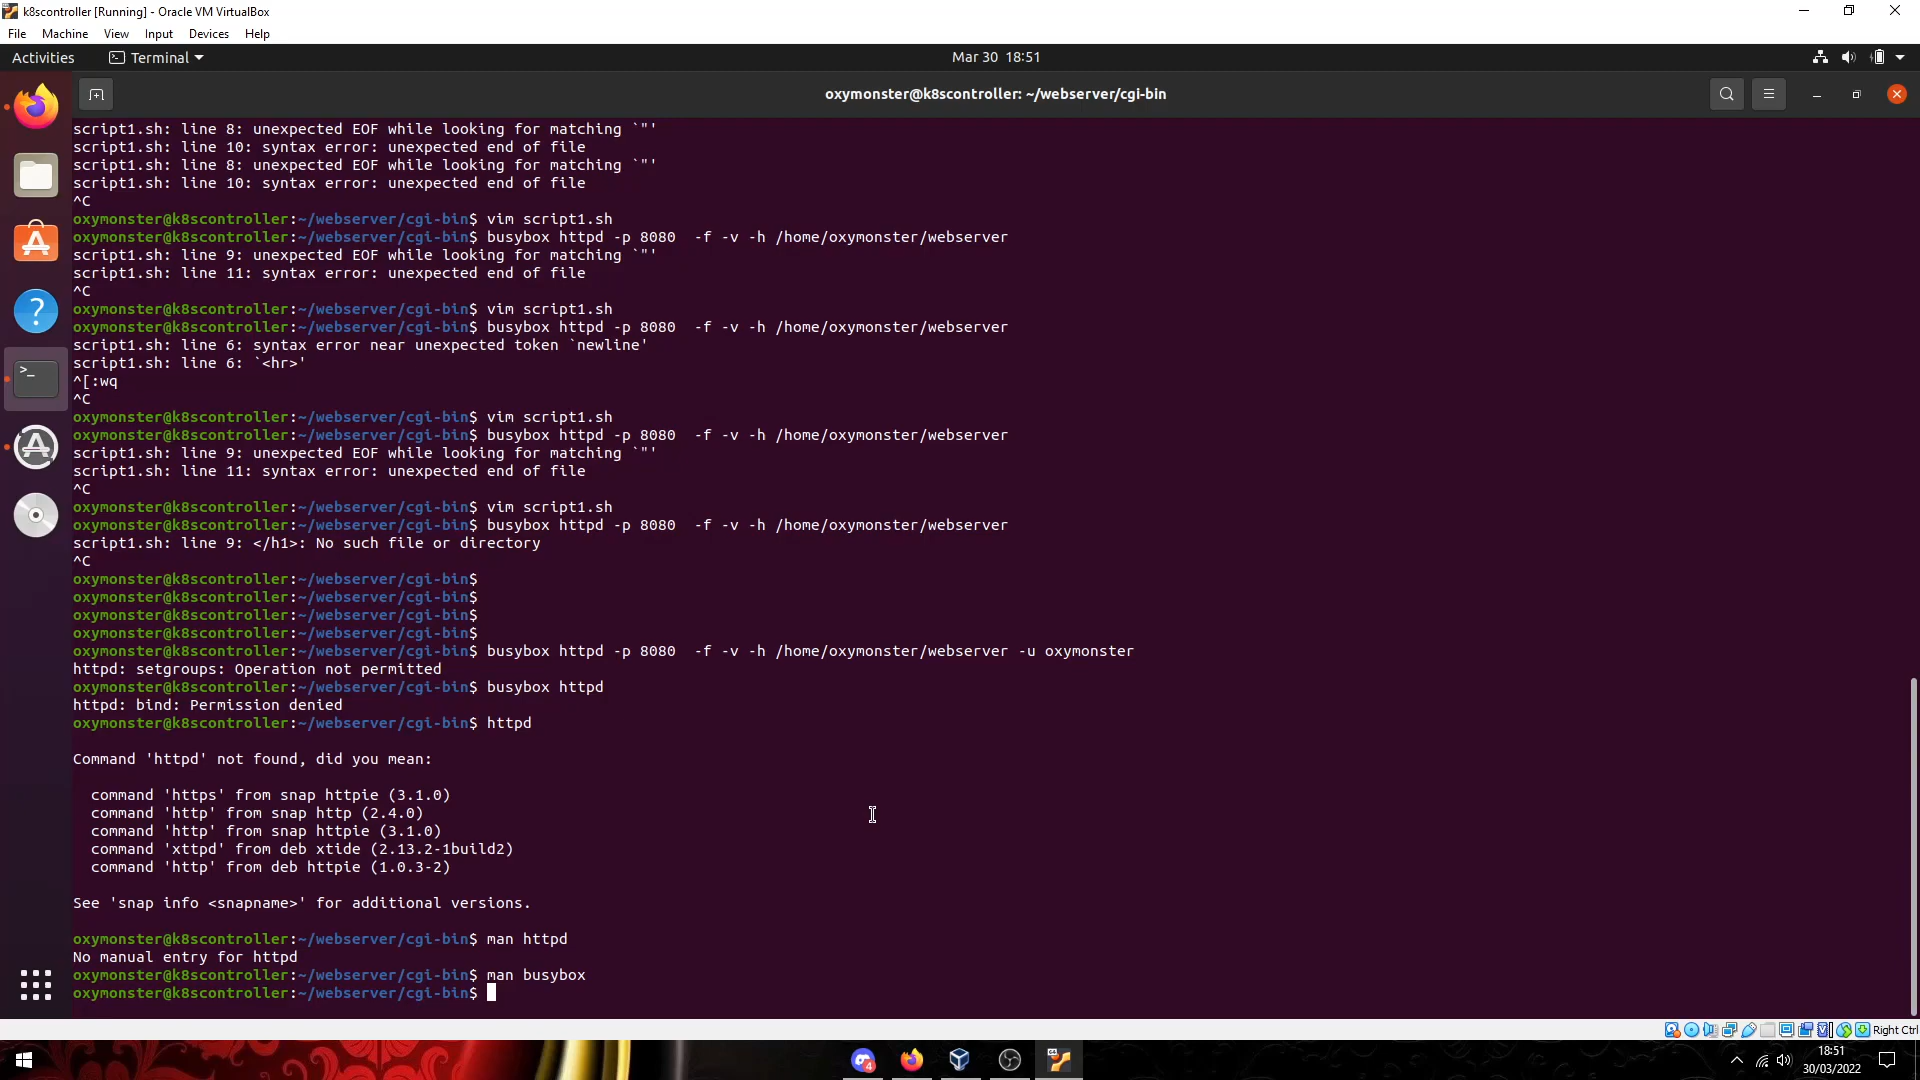 k8scontroller [Running] - Oracle VM VirtualBox
File Machine View Input Devices Help
Activities Terminal Mar 30 18:51
oxymonster@k8scontroller: ~/webserver/cgi-bin
script1.sh: line 8: unexpected EOF while looking for matching `"'
script1.sh: line 10: syntax error: unexpected end of file
script1.sh: line 8: unexpected EOF while looking for matching `"'
script1.sh: line 10: syntax error: unexpected end of file
^C
oxymonster@k8scontroller:~/webserver/cgi-bin$ vim script1.sh
oxymonster@k8scontroller:~/webserver/cgi-bin$ busybox httpd -p 8080  -f -v -h /home/oxymonster/webserver
script1.sh: line 9: unexpected EOF while looking for matching `"'
script1.sh: line 11: syntax error: unexpected end of file
^C
oxymonster@k8scontroller:~/webserver/cgi-bin$ vim script1.sh
oxymonster@k8scontroller:~/webserver/cgi-bin$ busybox httpd -p 8080  -f -v -h /home/oxymonster/webserver
script1.sh: line 6: syntax error near unexpected token `newline'
script1.sh: line 6: `<hr>'
^[:wq
^C
oxymonster@k8scontroller:~/webserver/cgi-bin$ vim script1.sh
oxymonster@k8scontroller:~/webserver/cgi-bin$ busybox httpd -p 8080  -f -v -h /home/oxymonster/webserver
script1.sh: line 9: unexpected EOF while looking for matching `"'
script1.sh: line 11: syntax error: unexpected end of file
^C
oxymonster@k8scontroller:~/webserver/cgi-bin$ vim script1.sh
oxymonster@k8scontroller:~/webserver/cgi-bin$ busybox httpd -p 8080  -f -v -h /home/oxymonster/webserver
script1.sh: line 9: </h1>: No such file or directory
^C
oxymonster@k8scontroller:~/webserver/cgi-bin$
oxymonster@k8scontroller:~/webserver/cgi-bin$
oxymonster@k8scontroller:~/webserver/cgi-bin$
oxymonster@k8scontroller:~/webserver/cgi-bin$
oxymonster@k8scontroller:~/webserver/cgi-bin$ busybox httpd -p 8080  -f -v -h /home/oxymonster/webserver -u oxymonster
httpd: setgroups: Operation not permitted
oxymonster@k8scontroller:~/webserver/cgi-bin$ busybox httpd
httpd: bind: Permission denied
oxymonster@k8scontroller:~/webserver/cgi-bin$ httpd
Command 'httpd' not found, did you mean:
command 'https' from snap httpie (3.1.0)
command 'http' from snap http (2.4.0)
command 'http' from snap httpie (3.1.0)
command 'xttpd' from deb xtide (2.13.2-1build2)
command 'http' from deb httpie (1.0.3-2)
See 'snap info <snapname>' for additional versions.
oxymonster@k8scontroller:~/webserver/cgi-bin$ man httpd
No manual entry for httpd
oxymonster@k8scontroller:~/webserver/cgi-bin$ man busybox
oxymonster@k8scontroller:~/webserver/cgi-bin$
Right Ctrl
4
18:51
30/03/2022